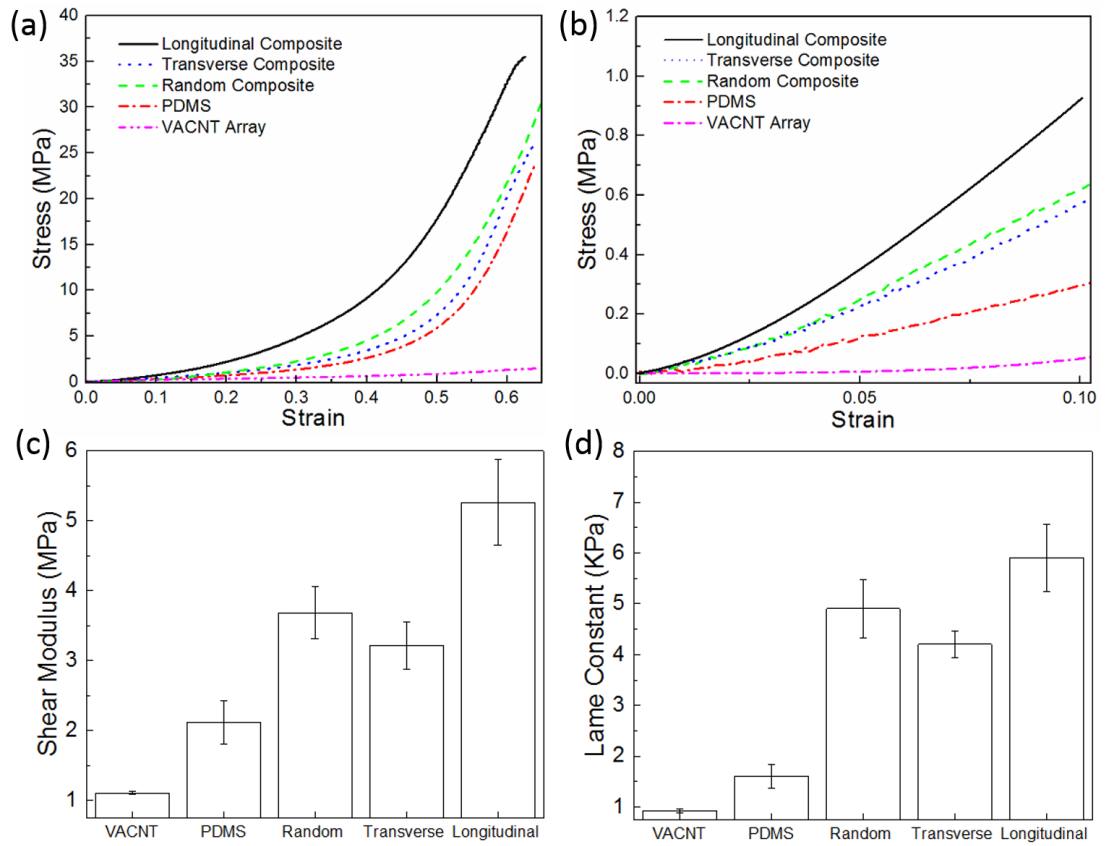 (a)
40
35
30
25
20
15
10
5
0
Stress (MPa)
Longitudinal Composite
Transverse Composite
Random Composite
PDMS
VACNT Array
0.0 0.1 0.2 0.3 0.4 0.5 0.6
Strain
(b)
1.2
1.0
0.8
0.6
0.4
0.2
0.0
Stress (MPa)
Longitudinal Composite
Transverse Composite
Random Composite
PDMS
VACNT Array
0.00 0.05 0.10
Strain
(c)
6
5
4
3
2
1
Shear Modulus (MPa)
VACNT PDMS Random Transverse Longitudinal
(d)
8
7
6
5
4
3
2
1
Lame Constant (KPa)
VACNT PDMS Random Transverse Longitudinal